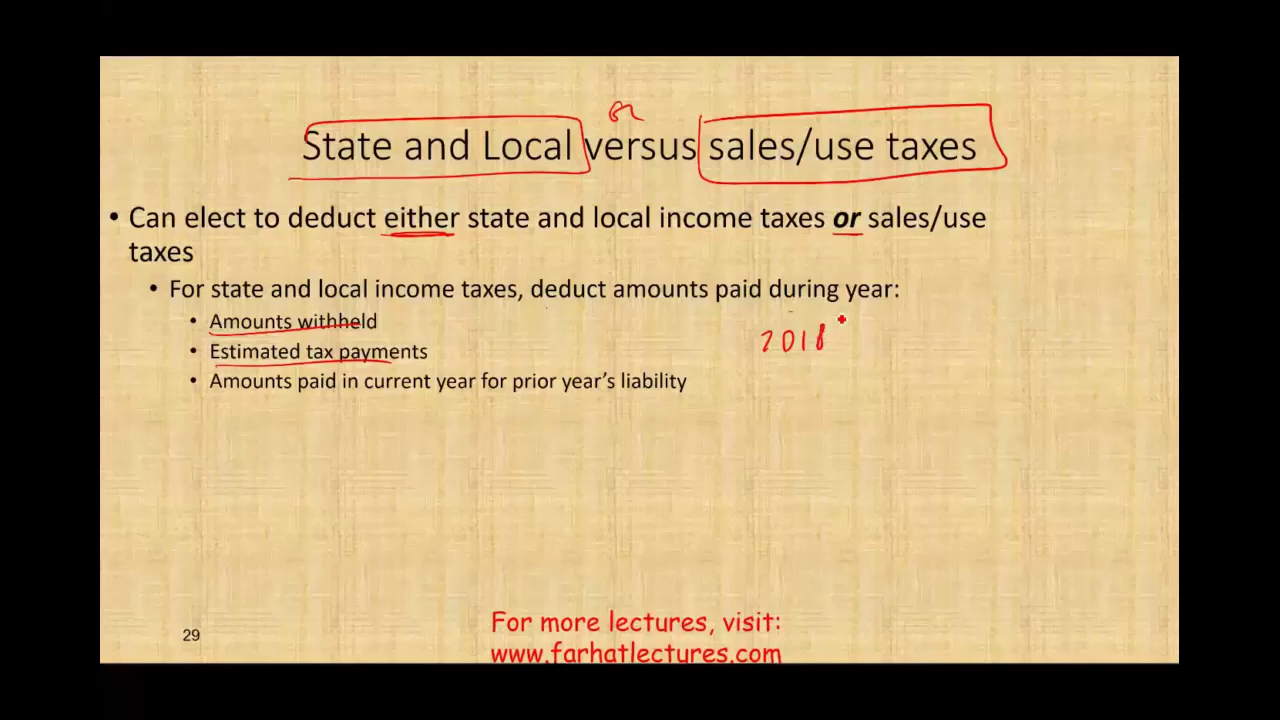 or
State and Local versus sales/use taxes
• Can elect to deduct either state and local income taxes or sales/use
taxes
• For state and local income taxes, deduct amounts paid during year:
• Amounts withheld
2018
• Estimated tax payments
• Amounts paid in current year for prior year's liability
29
For more lectures, visit:
www.farhatlectures.com